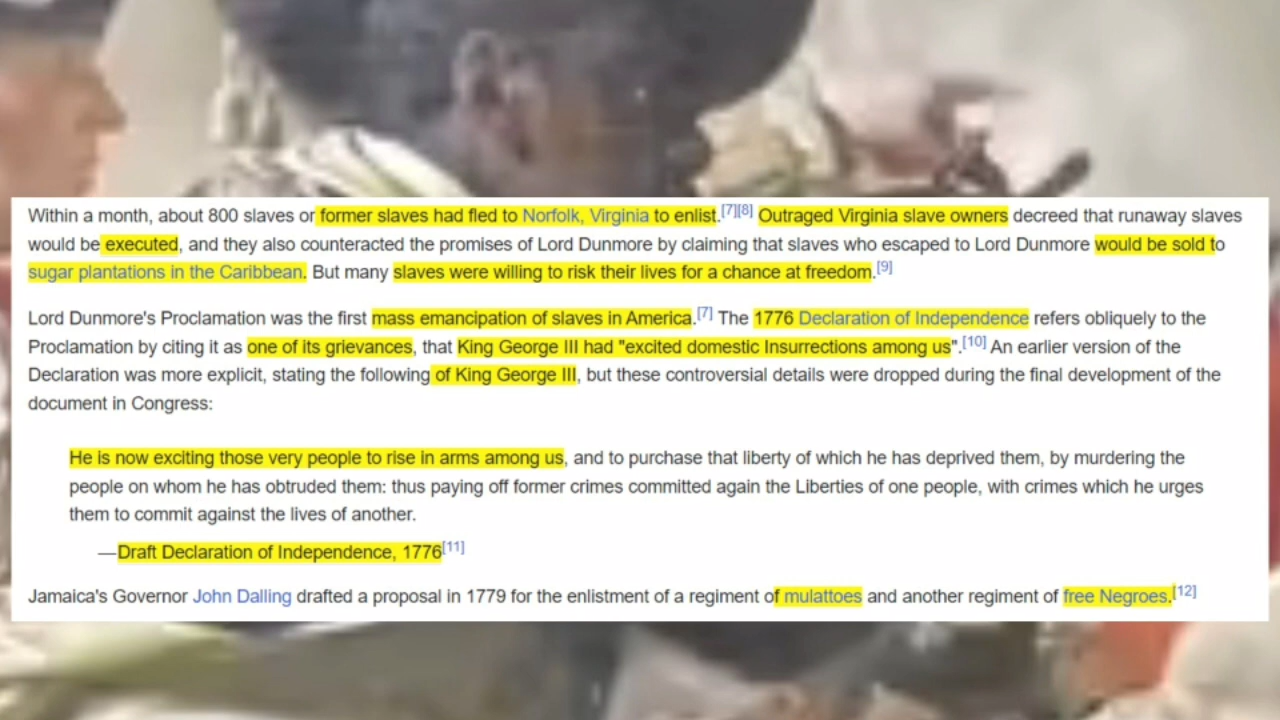 Within a month, about 800 slaves or former slaves had fled to Norfolk, Virginia to enlist.[7][8] Outraged Virginia slave owners decreed that runaway slaves
would be executed, and they also counteracted the promises of Lord Dunmore by claiming that slaves who escaped to Lord Dunmore would be sold to
sugar plantations in the Caribbean. But many slaves were willing to risk their lives for a chance at freedom.[9]
Lord Dunmore's Proclamation was the first mass emancipation of slaves in America.[7] The 1776 Declaration of Independence refers obliquely to the
Proclamation by citing it as one of its grievances, that King George III had "excited domestic Insurrections among us".[10] An earlier version of the
Declaration was more explicit, stating the following of King George III, but these controversial details were dropped during the final development of the
document in Congress:
He is now exciting those very people to rise in arms among us, and to purchase that liberty of which he has deprived them, by murdering the
people on whom he has obtruded them: thus paying off former crimes committed again the Liberties of one people, with crimes which he urges
them to commit against the lives of another.
—Draft Declaration of Independence, 1776[11]
Jamaica's Governor John Dalling drafted a proposal in 1779 for the enlistment of a regiment of mulattoes and another regiment of free Negroes.[12]